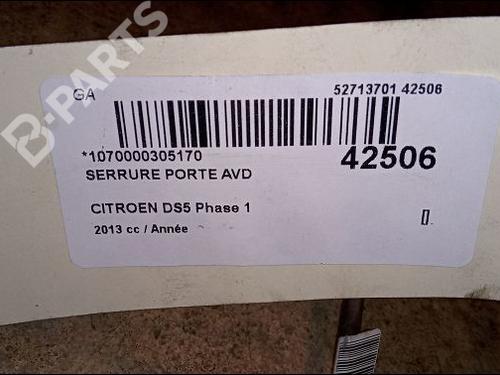 B-PARTS
GA
52713701 42506
*1070000305170
42506
SERRURE PORTE AVD
CITROEN DS5 Phase 1
2013 cc / Année